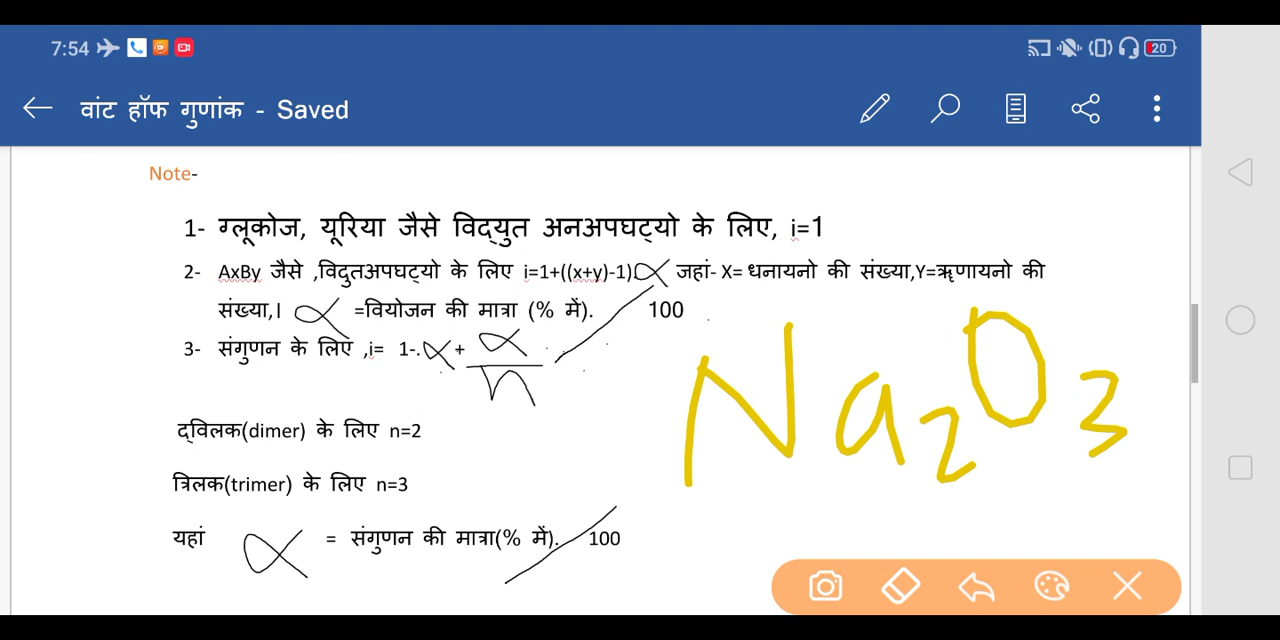 7:54
20
वांट हॉफ गुणांक - Saved
Note-
1- ग्लूकोज, यूरिया जैसे विद्युत अनअपघट्यो के लिए, i=1
2- AxBy जैसे ,विदुतअपघट्यो के लिए i=1+((x+y)-1).α जहां- X= धनायनो की संख्या,Y=ऋृणायनो की
संख्या,। α =वियोजन की मात्रा (% में). / 100
3- संगुणन के लिए ,i= 1-.α + α/n
Na2O3
द्विलक(dimer) के लिए n=2
त्रिलक(trimer) के लिए n=3
यहां α = संगुणन की मात्रा(% में). / 100